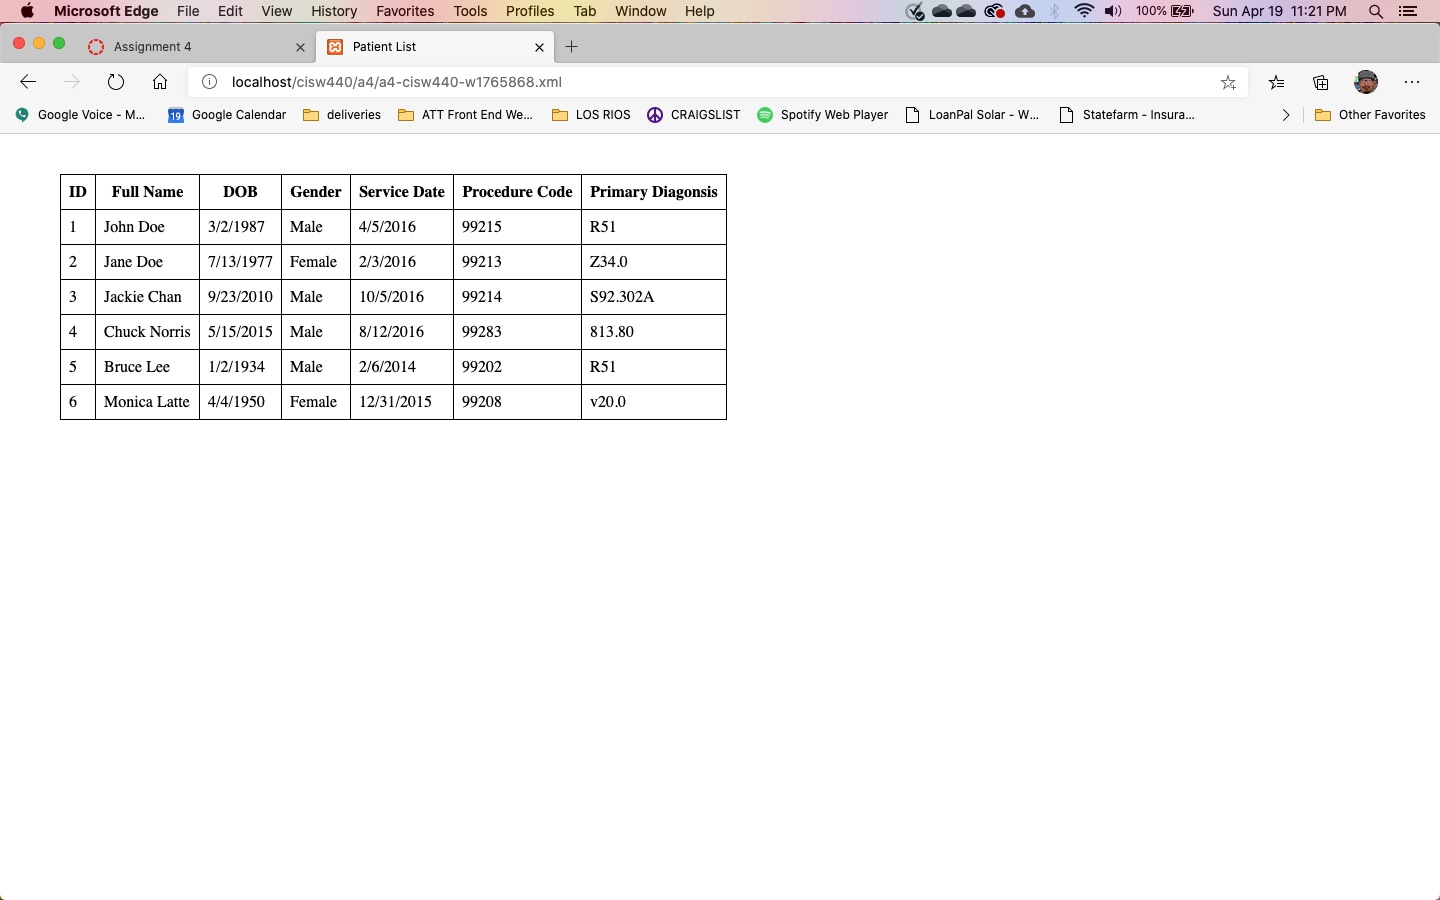 Microsoft Edge File Edit View History Favorites Tools Profiles Tab Window Help 100% Sun Apr 19 11:21 PM
Assignment 4 Patient List
localhost/cisw440/a4/a4-cisw440-w1765868.xml
Google Voice - M... 19 Google Calendar deliveries ATT Front End We... LOS RIOS CRAIGSLIST Spotify Web Player LoanPal Solar - W... Statefarm - Insura... Other Favorites
ID Full Name DOB Gender Service Date Procedure Code Primary Diagonsis
1 John Doe 3/2/1987 Male 4/5/2016 99215 R51
2 Jane Doe 7/13/1977 Female 2/3/2016 99213 Z34.0
3 Jackie Chan 9/23/2010 Male 10/5/2016 99214 S92.302A
4 Chuck Norris 5/15/2015 Male 8/12/2016 99283 813.80
5 Bruce Lee 1/2/1934 Male 2/6/2014 99202 R51
6 Monica Latte 4/4/1950 Female 12/31/2015 99208 v20.0